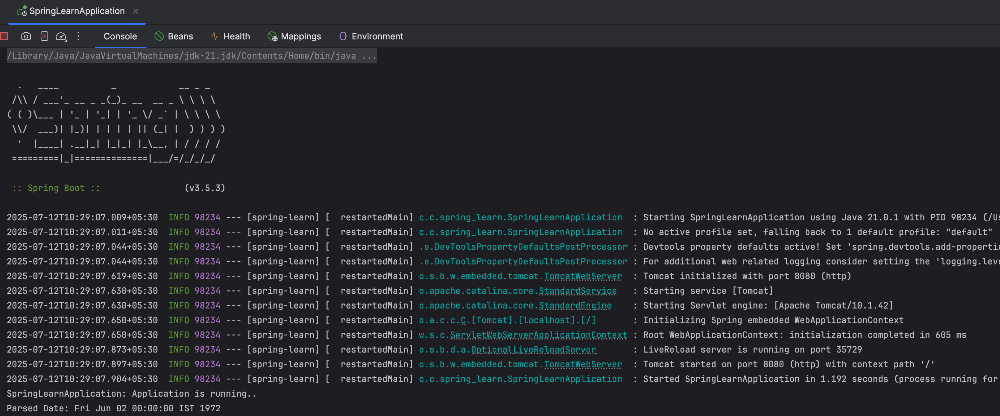 SpringLearnApplication
Console Beans Health Mappings Environment
/Library/Java/JavaVirtualMachines/jdk-21.jdk/Contents/Home/bin/java ...
  .   ____          _            __ _ _
 /\\ / ___'_ __ _ _(_)_ __  __ _ \ \ \ \
( ( )\___ | '_ | '_| | '_ \/ _` | \ \ \ \
 \\/  ___)| |_)| | | | | || (_| |  ) ) ) )
  '  |____| .__|_| |_|_| |_\__, | / / / /
 =========|_|==============|___/=/_/_/_/
 :: Spring Boot ::                (v3.5.3)
2025-07-12T10:29:07.009+05:30  INFO 98234 --- [spring-learn] [  restartedMain] c.c.spring_learn.SpringLearnApplication  : Starting SpringLearnApplication using Java 21.0.1 with PID 98234 (/Us
2025-07-12T10:29:07.011+05:30  INFO 98234 --- [spring-learn] [  restartedMain] c.c.spring_learn.SpringLearnApplication  : No active profile set, falling back to 1 default profile: "default"
2025-07-12T10:29:07.044+05:30  INFO 98234 --- [spring-learn] [  restartedMain] .e.DevToolsPropertyDefaultsPostProcessor : Devtools property defaults active! Set 'spring.devtools.add-propertie
2025-07-12T10:29:07.044+05:30  INFO 98234 --- [spring-learn] [  restartedMain] .e.DevToolsPropertyDefaultsPostProcessor : For additional web related logging consider setting the 'logging.leve
2025-07-12T10:29:07.619+05:30  INFO 98234 --- [spring-learn] [  restartedMain] o.s.b.w.embedded.tomcat.TomcatWebServer  : Tomcat initialized with port 8080 (http)
2025-07-12T10:29:07.630+05:30  INFO 98234 --- [spring-learn] [  restartedMain] o.apache.catalina.core.StandardService   : Starting service [Tomcat]
2025-07-12T10:29:07.630+05:30  INFO 98234 --- [spring-learn] [  restartedMain] o.apache.catalina.core.StandardEngine    : Starting Servlet engine: [Apache Tomcat/10.1.42]
2025-07-12T10:29:07.650+05:30  INFO 98234 --- [spring-learn] [  restartedMain] o.a.c.c.C.[Tomcat].[localhost].[/]       : Initializing Spring embedded WebApplicationContext
2025-07-12T10:29:07.650+05:30  INFO 98234 --- [spring-learn] [  restartedMain] w.s.c.ServletWebServerApplicationContext : Root WebApplicationContext: initialization completed in 605 ms
2025-07-12T10:29:07.873+05:30  INFO 98234 --- [spring-learn] [  restartedMain] o.s.b.d.a.OptionalLiveReloadServer       : LiveReload server is running on port 35729
2025-07-12T10:29:07.897+05:30  INFO 98234 --- [spring-learn] [  restartedMain] o.s.b.w.embedded.tomcat.TomcatWebServer  : Tomcat started on port 8080 (http) with context path '/'
2025-07-12T10:29:07.904+05:30  INFO 98234 --- [spring-learn] [  restartedMain] c.c.spring_learn.SpringLearnApplication  : Started SpringLearnApplication in 1.192 seconds (process running for
SpringLearnApplication: Application is running..
Parsed Date: Fri Jun 02 00:00:00 IST 1972